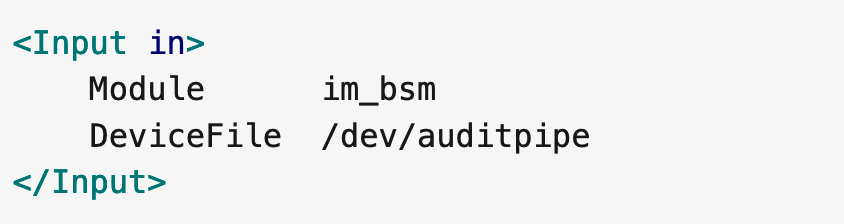 <Input in>
    Module      im_bsm
    DeviceFile  /dev/auditpipe
</Input>